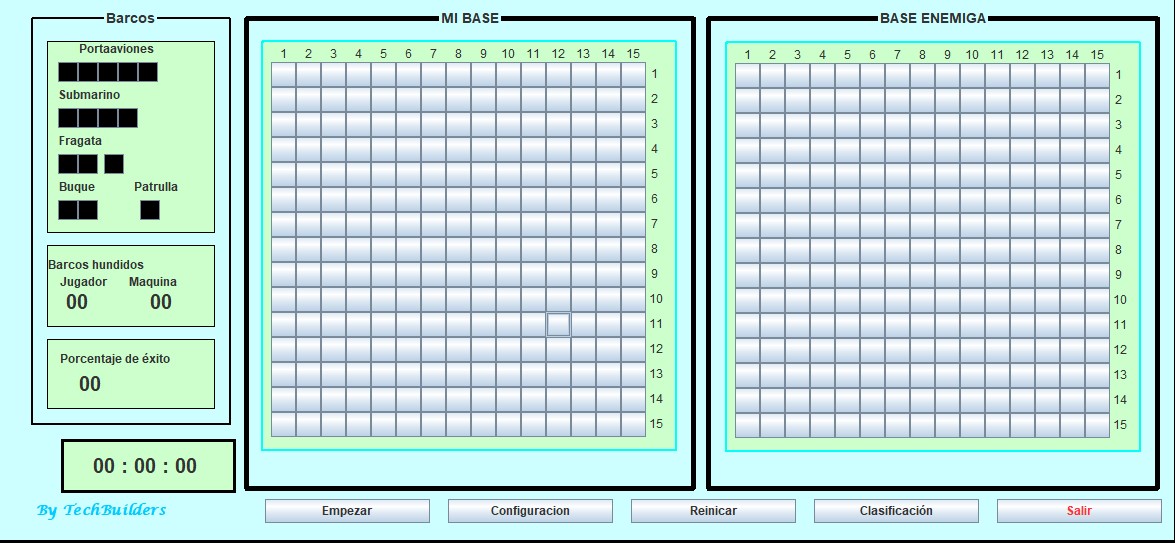 Barcos
Portaaviones
Submarino
Fragata
Buque Patrulla
Barcos hundidos
Jugador Maquina
00 00
Porcentaje de éxito
00
00 : 00 : 00
By TechBuilders
MI BASE
1 2 3 4 5 6 7 8 9 10 11 12 13 14 15
1
2
3
4
5
6
7
8
9
10
11
12
13
14
15
BASE ENEMIGA
1 2 3 4 5 6 7 8 9 10 11 12 13 14 15
1
2
3
4
5
6
7
8
9
10
11
12
13
14
15
Empezar Configuracion Reinicar Clasificación Salir